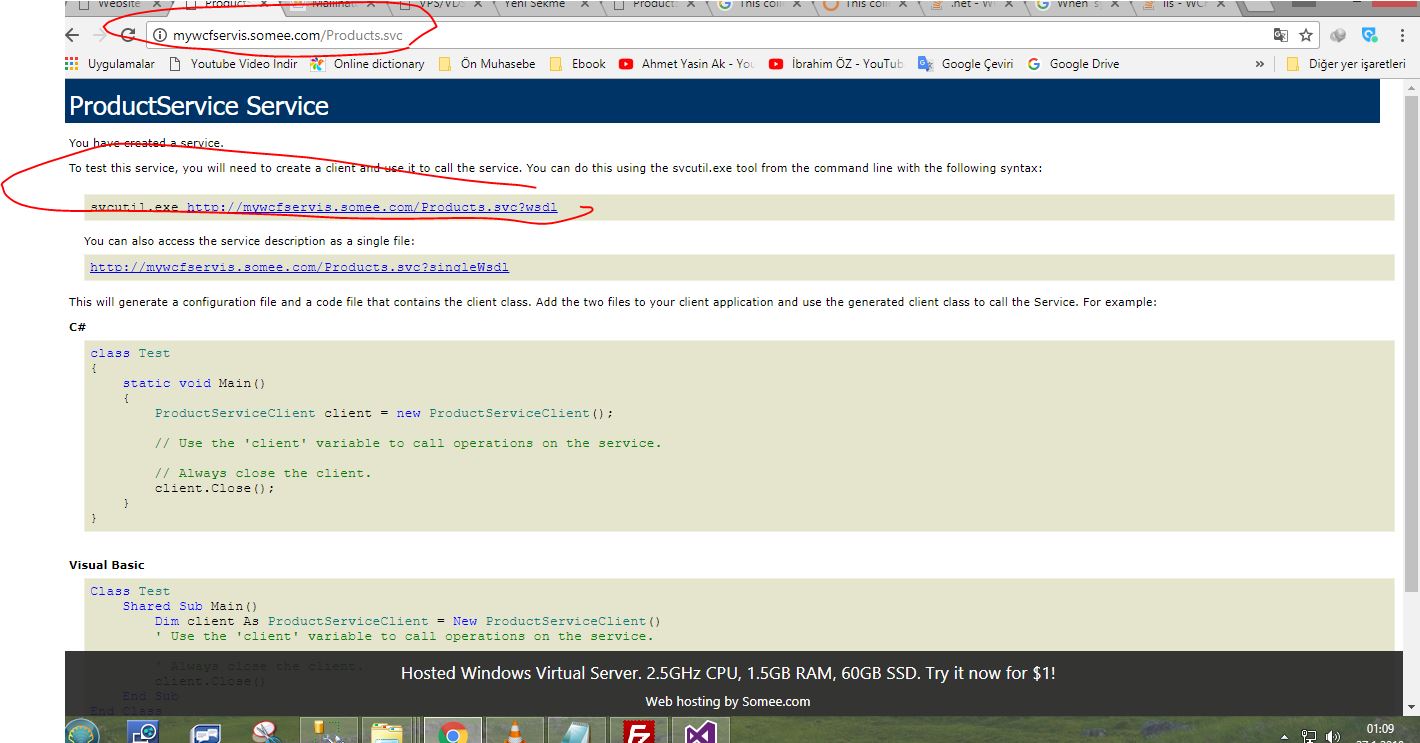 Website
Product
Mailinat
VPS/VDS
Yeni Sekme
Product:
This coll
This coll
.net - W
When 's
iis - WCF
mywcfservis.somee.com/Products.svc
Uygulamalar Youtube Video İndir Online dictionary Ön Muhasebe Ebook Ahmet Yasin Ak - You İbrahim ÖZ - YouTub Google Çeviri Google Drive » Diğer yer işaretleri
ProductService Service
You have created a service.
To test this service, you will need to create a client and use it to call the service. You can do this using the svcutil.exe tool from the command line with the following syntax:
svcutil.exe http://mywcfservis.somee.com/Products.svc?wsdl
You can also access the service description as a single file:
http://mywcfservis.somee.com/Products.svc?singleWsdl
This will generate a configuration file and a code file that contains the client class. Add the two files to your client application and use the generated client class to call the Service. For example:
C#
class Test
{
static void Main()
{
ProductServiceClient client = new ProductServiceClient();
// Use the 'client' variable to call operations on the service.
// Always close the client.
client.Close();
}
}
Visual Basic
Class Test
Shared Sub Main()
Dim client As ProductServiceClient = New ProductServiceClient()
' Use the 'client' variable to call operations on the service.
' Always close the client.
client.Close()
End Sub
End Class
Hosted Windows Virtual Server. 2.5GHz CPU, 1.5GB RAM, 60GB SSD. Try it now for $1!
Web hosting by Somee.com
01:09